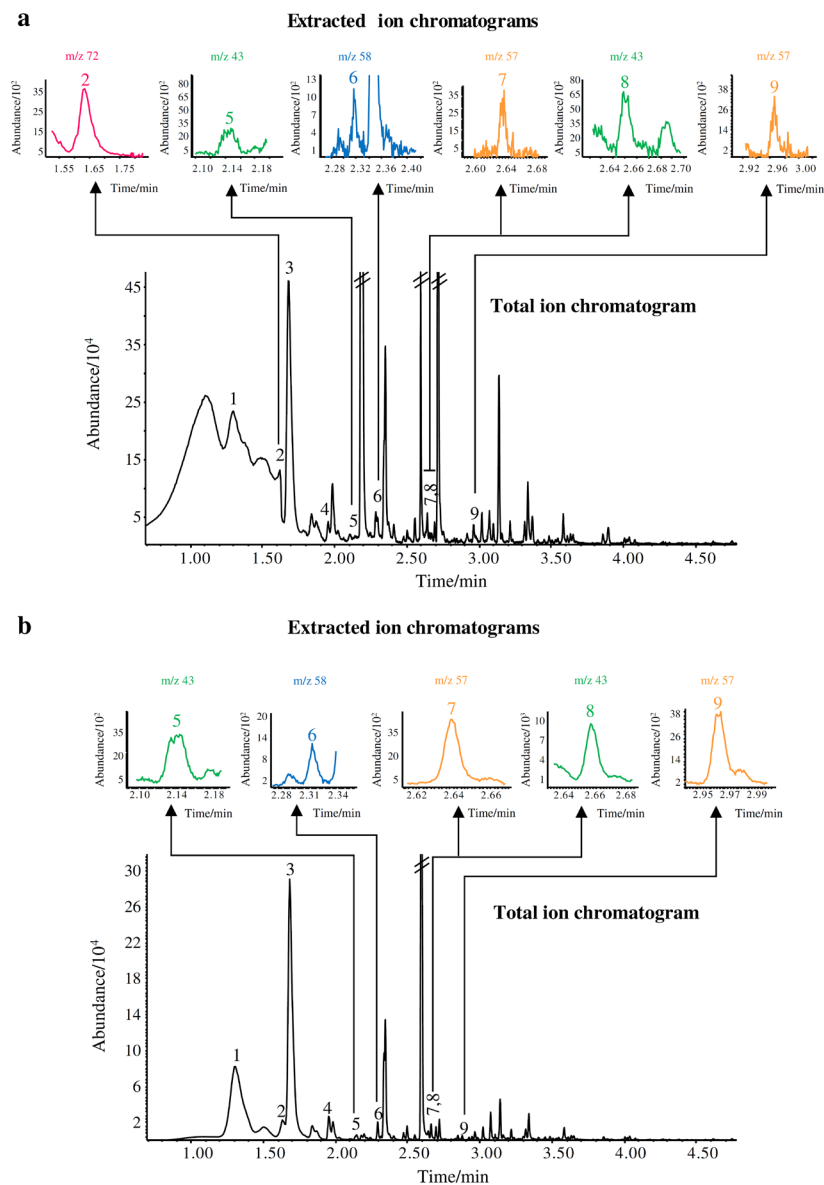 a
Extracted ion chromatograms
m/z 72 m/z 43 m/z 58 m/z 57 m/z 43 m/z 57
Abundance/10² 35 15 5 2 1.55 1.65 1.75
Abundance/10² 80 65 50 35 20 5 5 2.10 2.14 2.18
Abundance/10² 13 10 7 4 1 6 2.28 2.32 2.36 2.40
Abundance/10² 35 20 5 7 2.60 2.64 2.68
Abundance/10² 80 65 50 35 20 5 8 2.64 2.66 2.68 2.70
Abundance/10² 38 28 14 2 9 2.92 2.96 3.00
Time/min Time/min Time/min Time/min Time/min Time/min
Total ion chromatogram
Abundance/10⁴
45
35
25
15
5
1 2 3 4 5 6 7,8 9
1.00 1.50 2.00 2.50 3.00 3.50 4.00 4.50
Time/min
b
Extracted ion chromatograms
m/z 43 m/z 58 m/z 57 m/z 43 m/z 57
Abundance/10² 35 20 5 5 2.10 2.14 2.18
Abundance/10² 20 14 8 2 6 2.28 2.31 2.34
Abundance/10² 35 20 5 7 2.62 2.64 2.66
Abundance/10³ 10 7 4 1 8 2.64 2.66 2.68
Abundance/10² 38 26 14 2 9 2.95 2.97 2.99
Time/min Time/min Time/min Time/min Time/min
Total ion chromatogram
Abundance/10⁴
30
26
22
18
14
10
6
2
1 2 3 4 5 6 7,8 9
1.00 1.50 2.00 2.50 3.00 3.50 4.00 4.50
Time/min